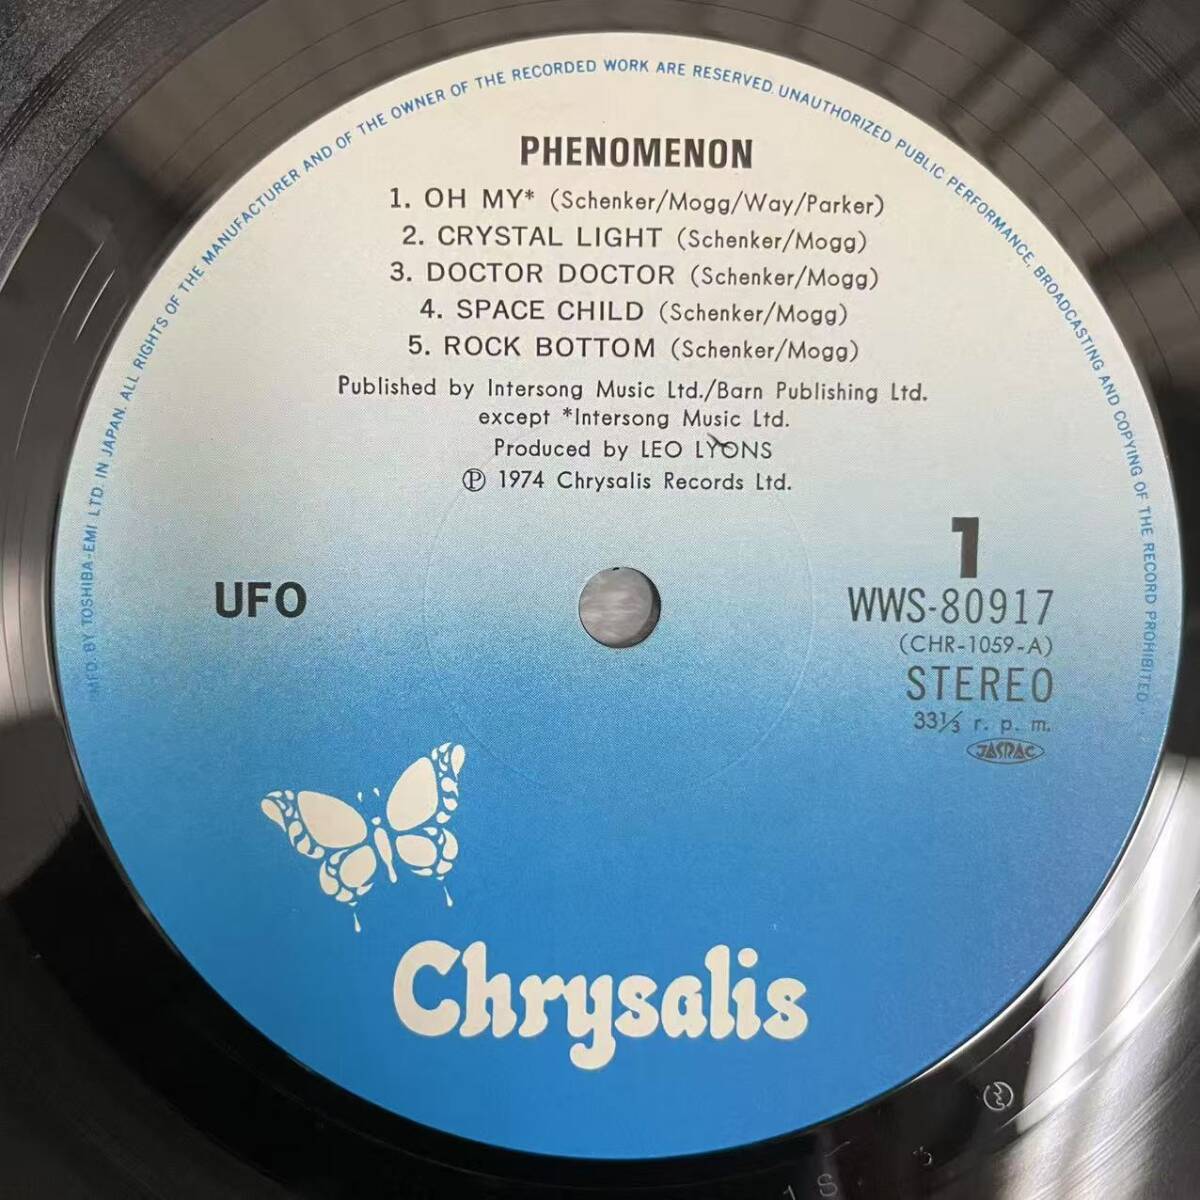 "MFD. BY TOSHIBA-EMI LTD. IN JAPAN. ALL RIGHTS OF THE MANUFACTURER AND OF THE OWNER OF THE RECORDED WORK ARE RESERVED. UNAUTHORIZED PUBLIC PERFORMANCE, BROADCASTING AND COPYING OF THE RECORD PROHIBITED."
PHENOMENON
1. OH MY* (Schenker/Mogg/Way/Parker)
2. CRYSTAL LIGHT (Schenker/Mogg)
3. DOCTOR DOCTOR (Schenker/Mogg)
4. SPACE CHILD (Schenker/Mogg)
5. ROCK BOTTOM (Schenker/Mogg)
Published by Intersong Music Ltd./Barn Publishing Ltd.
except *Intersong Music Ltd.
Produced by LEO LYONS
Ⓟ 1974 Chrysalis Records Ltd.
UFO
1
WWS-80917
(CHR-1059-A)
STEREO
33⅓ r. p. m.
JASRAC
Chrysalis
1S 3